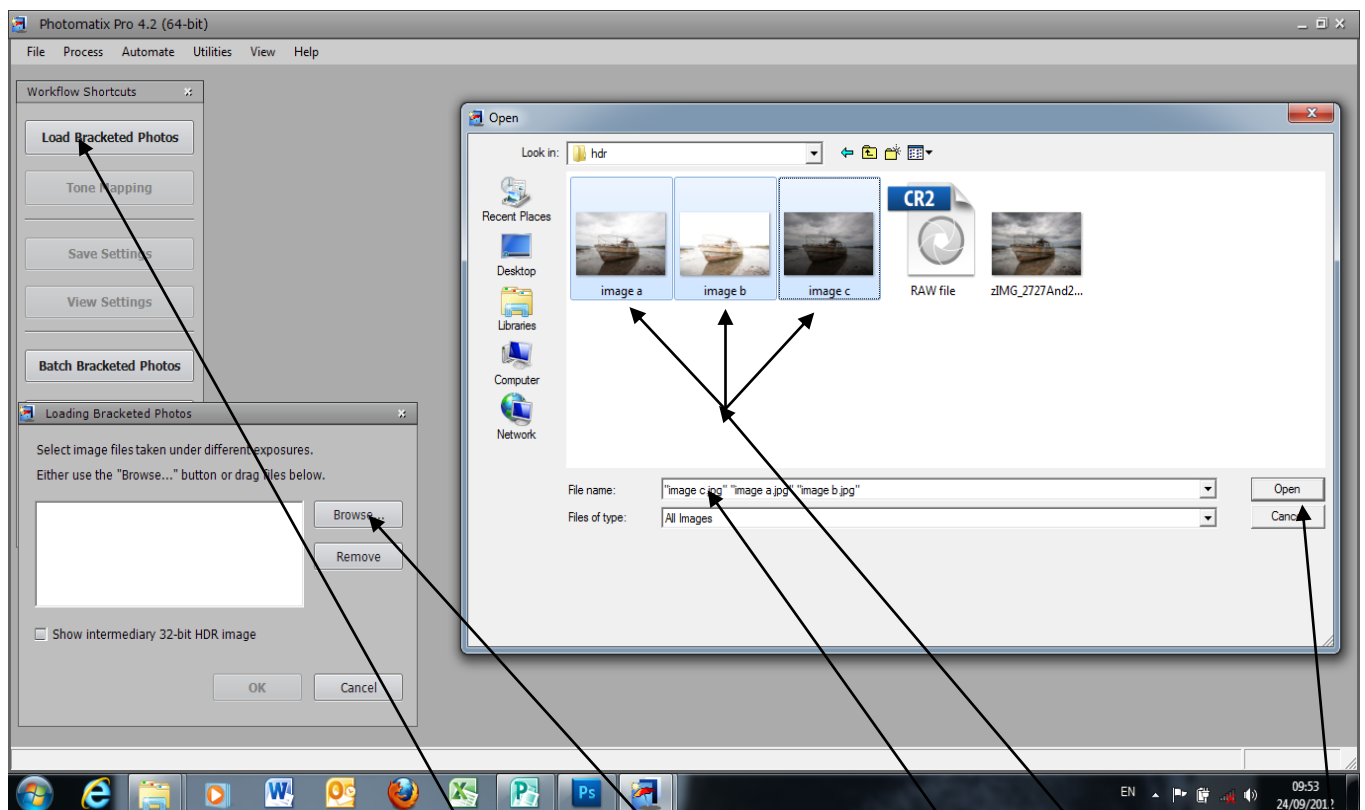 Photomatix Pro 4.2 (64-bit)
File Process Automate Utilities View Help
Workflow Shortcuts
Load Bracketed Photos
Tone Mapping
Save Settings
View Settings
Batch Bracketed Photos
Loading Bracketed Photos
Select image files taken under different exposures.
Either use the "Browse..." button or drag files below.
Browse...
Remove
Show intermediary 32-bit HDR image
OK Cancel
Open
Look in: hdr
Recent Places
Desktop
Libraries
Computer
Network
CR2
image a image b image c RAW file zIMG_2727And2...
File name: "image c.jpg" "image a.jpg" "image b.jpg" Open
Files of type: All Images Cancel
W Ps EN 09:53